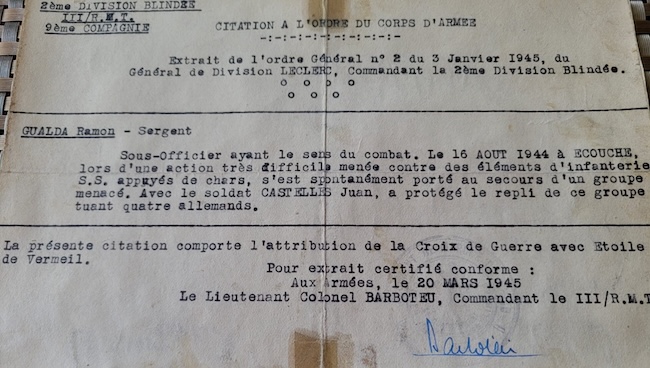 2ème DIVISION BLINDÉE
III/R.M.T.
9ème COMPAGNIE
CITATION A L'ORDRE DU CORPS D'ARMEE
-:-:-:-:-:-:-:-:-
Extrait de l'ordre Général n° 2 du 3 Janvier 1945, du
Général de Division LECLERC, Commandant la 2ème Division Blindée.
o o o o
o o o
GUALDA Ramon - Sergent
Sous-Officier ayant le sens du combat. Le 16 AOUT 1944 à ECOUCHE,
lors d'une action très difficile menée contre des éléments d'infanterie
S.S. appuyés de chars, s'est spontanément porté au secours d'un groupe
menacé. Avec le soldat CASTELLES Juan, a protégé le repli de ce groupe
tuant quatre allemands.
La présente citation comporte l'attribution de la Croix de Guerre avec Etoile
de Vermeil.
Pour extrait certifié conforme :
Aux Armées, le 20 MARS 1945
Le Lieutenant Colonel BARBOTEU, Commandant le III/R.M.T